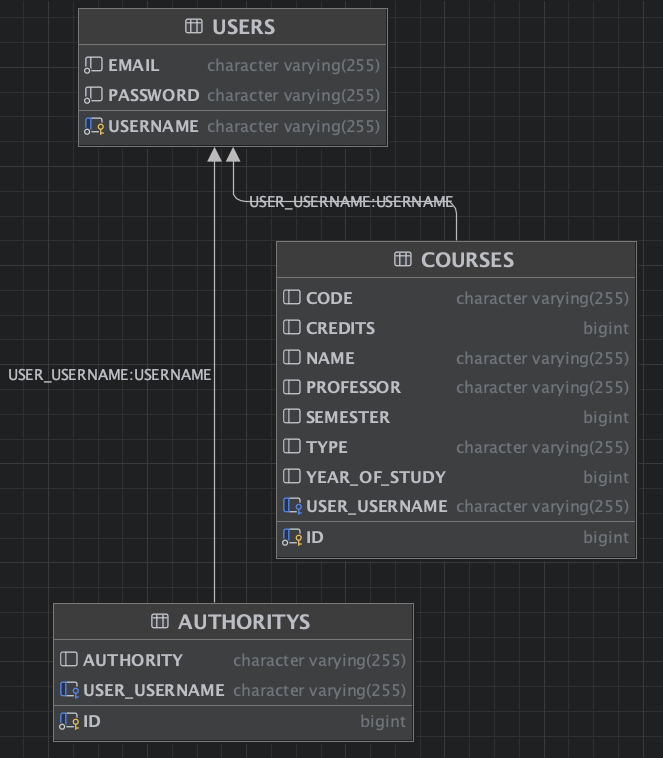 USERS
EMAIL character varying(255)
PASSWORD character varying(255)
USERNAME character varying(255)
USER_USERNAME:USERNAME
COURSES
CODE character varying(255)
CREDITS bigint
NAME character varying(255)
PROFESSOR character varying(255)
SEMESTER bigint
TYPE character varying(255)
YEAR_OF_STUDY bigint
USER_USERNAME character varying(255)
ID bigint
USER_USERNAME:USERNAME
AUTHORITYS
AUTHORITY character varying(255)
USER_USERNAME character varying(255)
ID bigint